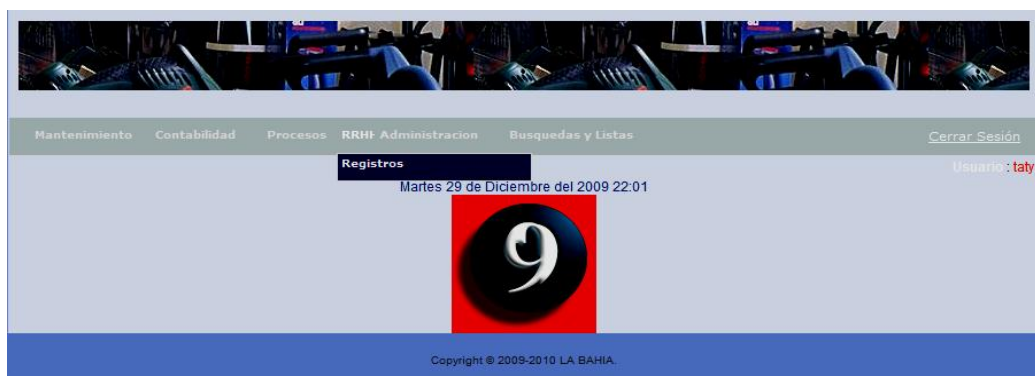 Mantenimiento Contabilidad Procesos RRHH Administracion Busquedas y Listas Cerrar Sesión
Registros
Usuario : taty
Martes 29 de Diciembre del 2009 22:01
9
Copyright © 2009-2010 LA BAHIA.